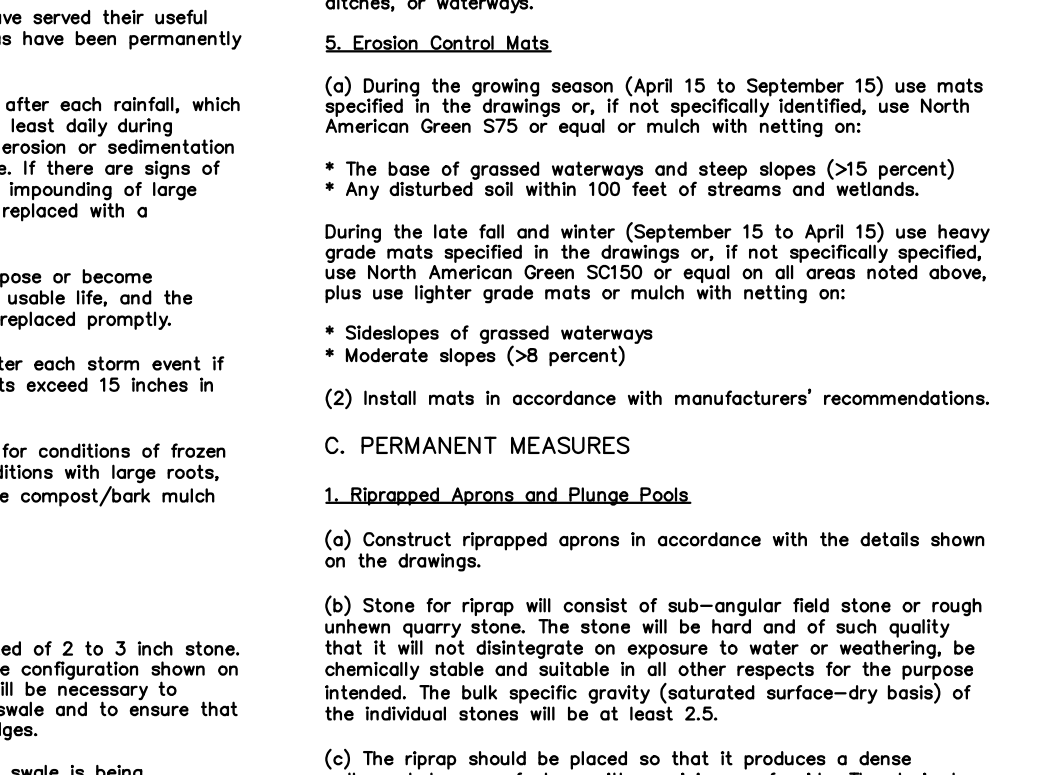 ave served their useful
as have been permanently
after each rainfall, which
least daily during
erosion or sedimentation
e. If there are signs of
impounding of large
replaced with a
pose or become
usable life, and the
replaced promptly.
ter each storm event if
ts exceed 15 inches in
for conditions of frozen
ditions with large roots,
e compost/bark mulch
ed of 2 to 3 inch stone.
e configuration shown on
ill be necessary to
swale and to ensure that
dges.
swale is being
ditches, or waterways.
5. Erosion Control Mats
(a) During the growing season (April 15 to September 15) use mats
specified in the drawings or, if not specifically identified, use North
American Green S75 or equal or mulch with netting on:
* The base of grassed waterways and steep slopes (>15 percent)
* Any disturbed soil within 100 feet of streams and wetlands.
During the late fall and winter (September 15 to April 15) use heavy
grade mats specified in the drawings or, if not specifically specified,
use North American Green SC150 or equal on all areas noted above,
plus use lighter grade mats or mulch with netting on:
* Sideslopes of grassed waterways
* Moderate slopes (>8 percent)
(2) Install mats in accordance with manufacturers' recommendations.
C. PERMANENT MEASURES
1. Riprapped Aprons and Plunge Pools
(a) Construct riprapped aprons in accordance with the details shown
on the drawings.
(b) Stone for riprap will consist of sub-angular field stone or rough
unhewn quarry stone. The stone will be hard and of such quality
that it will not disintegrate on exposure to water or weathering, be
chemically stable and suitable in all other respects for the purpose
intended. The bulk specific gravity (saturated surface-dry basis) of
the individual stones will be at least 2.5.
(c) The riprap should be placed so that it produces a dense